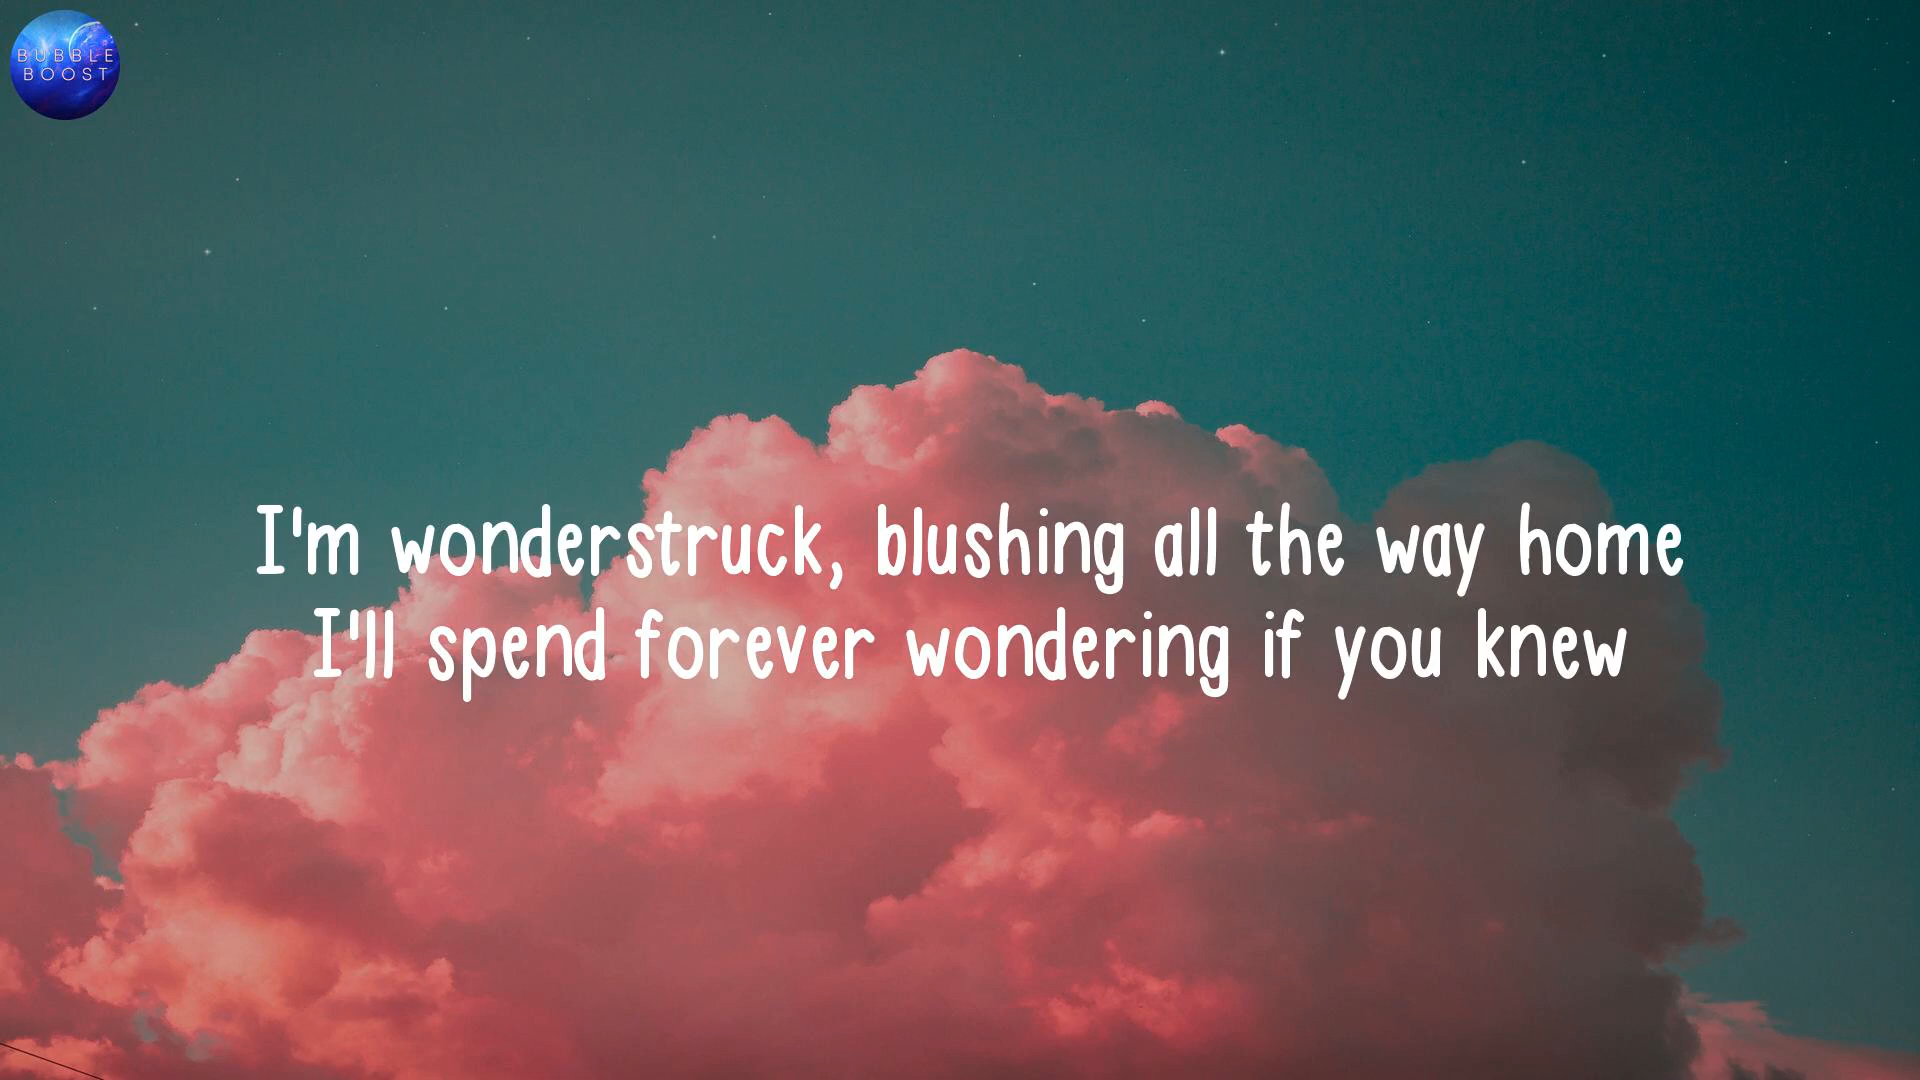 BUBBLE
BOOST
I'm wonderstruck, blushing all the way home
I'll spend forever wondering if you knew